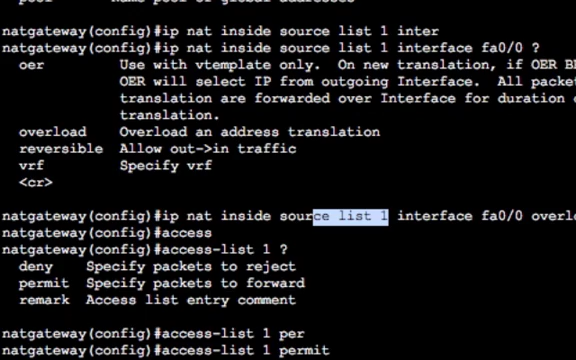 natgateway(config)#ip nat inside source list 1 inter
natgateway(config)#ip nat inside source list 1 interface fa0/0 ?
oer Use with vtemplate only. On new translation, if OER
OER will select IP from outgoing Interface. All
translation are forwarded over Interface for duration
translation.
overload Overload an address translation
reversible Allow out->in traffic
vrf Specify vrf
<cr>
natgateway(config)#ip nat inside source list 1 interface fa0/0
natgateway(config)#access
natgateway(config)#access-list 1 ?
deny Specify packets to reject
permit Specify packets to forward
remark Access list entry comment
natgateway(config)#access-list 1 per
natgateway(config)#access-list 1 permit